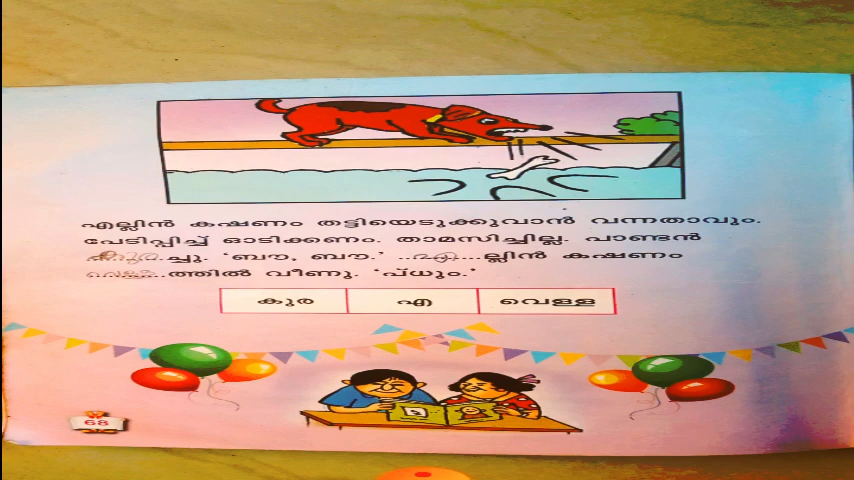 എല്ലിൻ കഷണം തട്ടിയെടുക്കുവാൻ വന്നതാവും.
പേടിപ്പിച്ച് ഓടിക്കണം. താമസിച്ചില്ല. പാണ്ടൻ
കുര...ച്ചു. ‘ബൗ, ബൗ.’ ...എ....ല്ലിൻ കഷണം
വെള്ള...ത്തിൽ വീണു. ‘പ്ധും.’
കുര എ വെള്ള
68